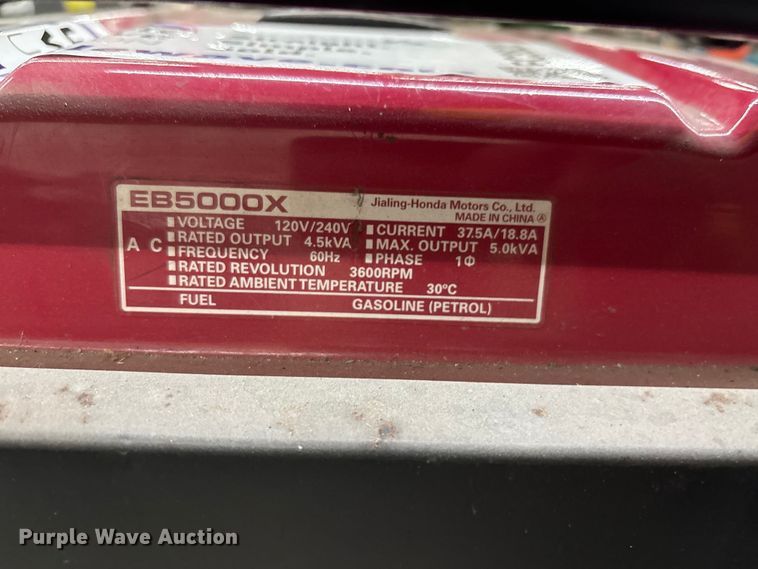 EB5000X Jialing-Honda Motors Co., Ltd.
MADE IN CHINA Ⓐ
A C
VOLTAGE 120V/240V CURRENT 37.5A/18.8A
RATED OUTPUT 4.5kVA MAX. OUTPUT 5.0kVA
FREQUENCY 60Hz PHASE 1Φ
RATED REVOLUTION 3600RPM
RATED AMBIENT TEMPERATURE 30ºC
FUEL GASOLINE (PETROL)
Purple Wave Auction